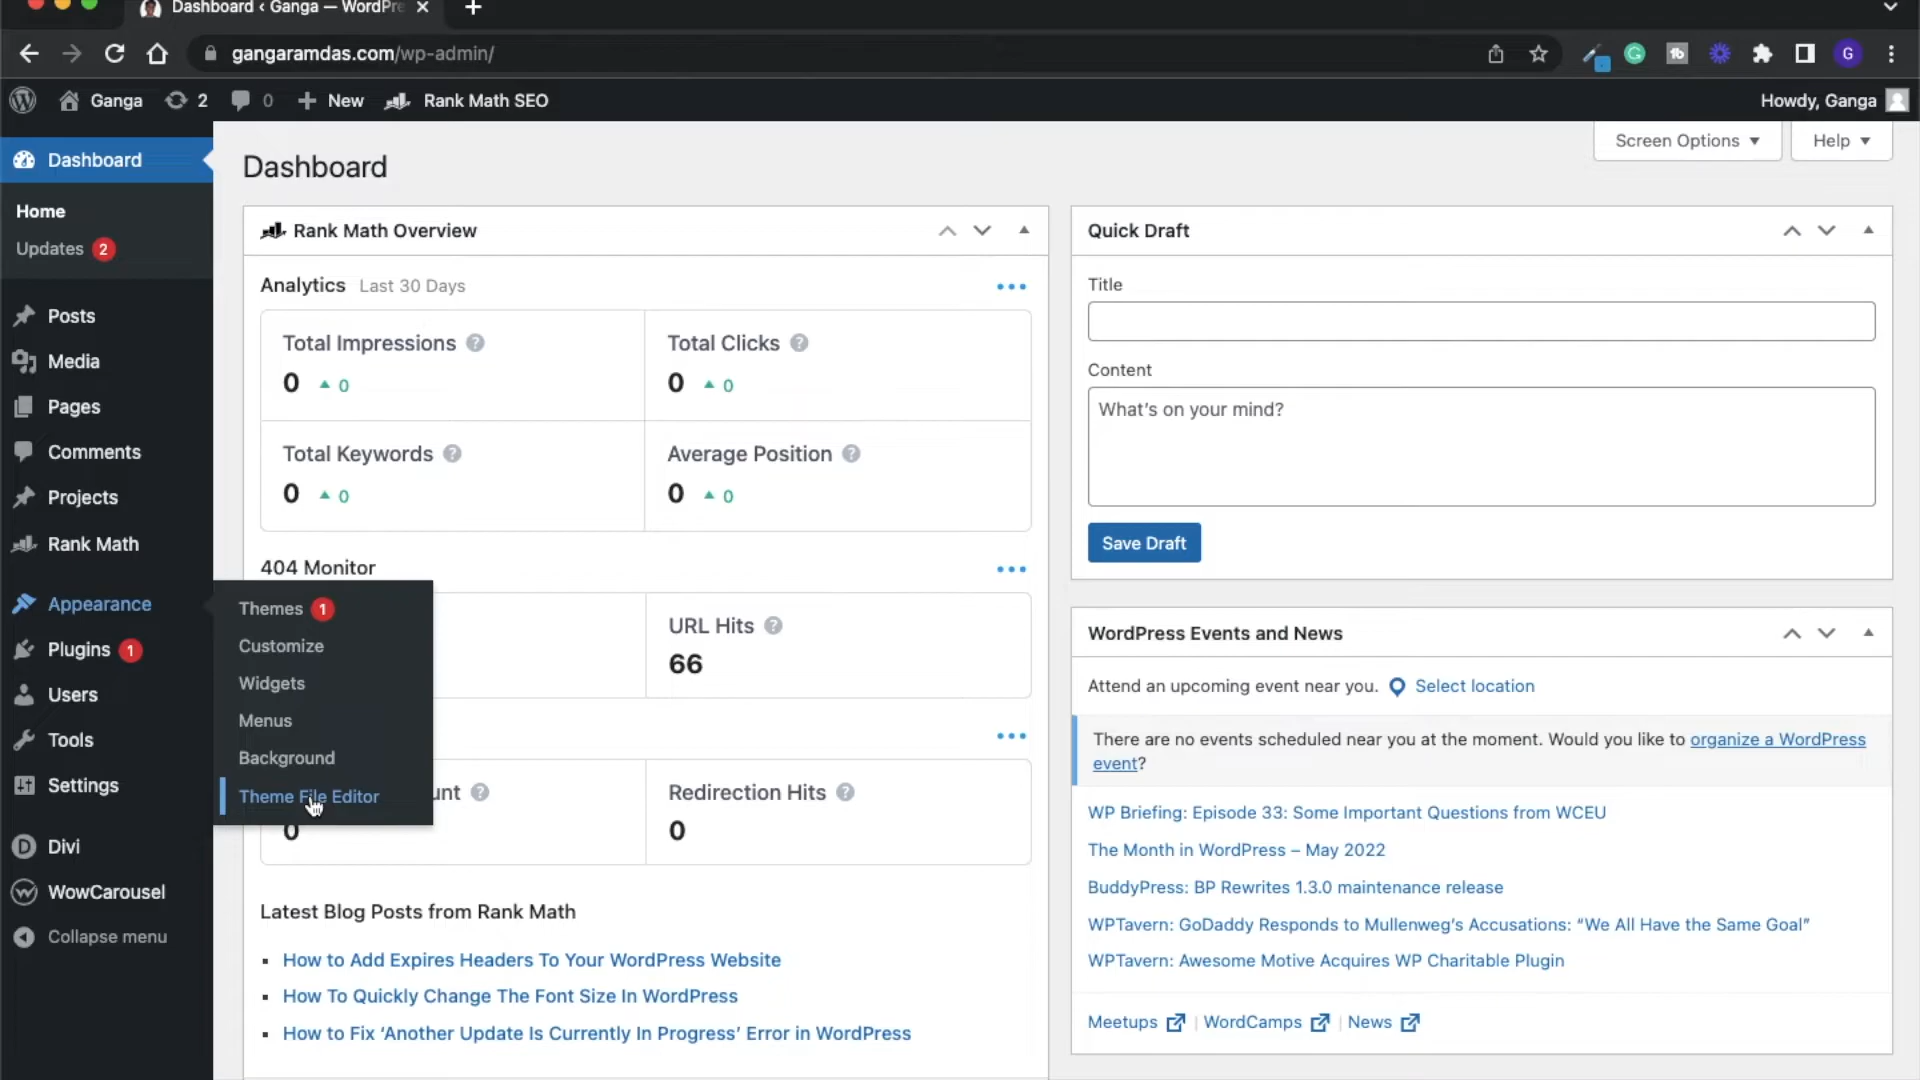 Dashboard ‹ Ganga — WordPre
gangaramdas.com/wp-admin/
G
Ganga 2 0 New Rank Math SEO
Howdy, Ganga
Dashboard
Home
Updates 2
Posts
Media
Pages
Comments
Projects
Rank Math
Appearance
Plugins 1
Users
Tools
Settings
Divi
WowCarousel
Collapse menu
Themes 1
Customize
Widgets
Menus
Background
Theme File Editor
Screen Options
Help
Dashboard
Rank Math Overview
Analytics Last 30 Days
Total Impressions
0 0
Total Clicks
0 0
Total Keywords
0 0
Average Position
0 0
404 Monitor
URL Hits
66
unt
0
Redirection Hits
0
Latest Blog Posts from Rank Math
How to Add Expires Headers To Your WordPress Website
How To Quickly Change The Font Size In WordPress
How to Fix ‘Another Update Is Currently In Progress’ Error in WordPress
Quick Draft
Title
Content
What’s on your mind?
Save Draft
WordPress Events and News
Attend an upcoming event near you. Select location
There are no events scheduled near you at the moment. Would you like to organize a WordPress
event?
WP Briefing: Episode 33: Some Important Questions from WCEU
The Month in WordPress – May 2022
BuddyPress: BP Rewrites 1.3.0 maintenance release
WPTavern: GoDaddy Responds to Mullenweg’s Accusations: “We All Have the Same Goal”
WPTavern: Awesome Motive Acquires WP Charitable Plugin
Meetups | WordCamps | News